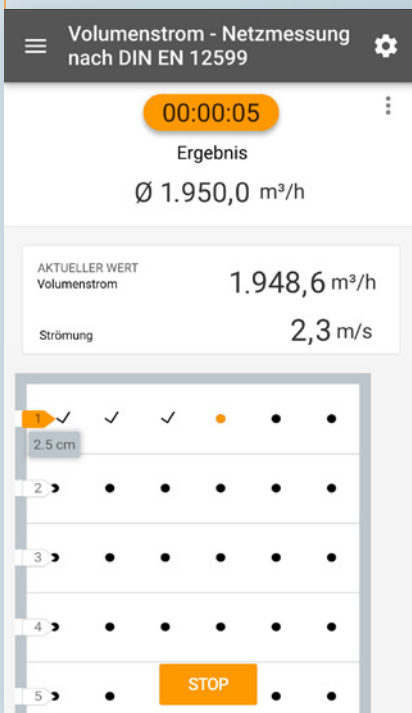 Volumenstrom - Netzmessung
nach DIN EN 12599
00:00:05
Ergebnis
Ø 1.950,0 m³/h
AKTUELLER WERT
Volumenstrom
1.948,6 m³/h
Strömung
2,3 m/s
1
2.5 cm
2
3
4
5
STOP